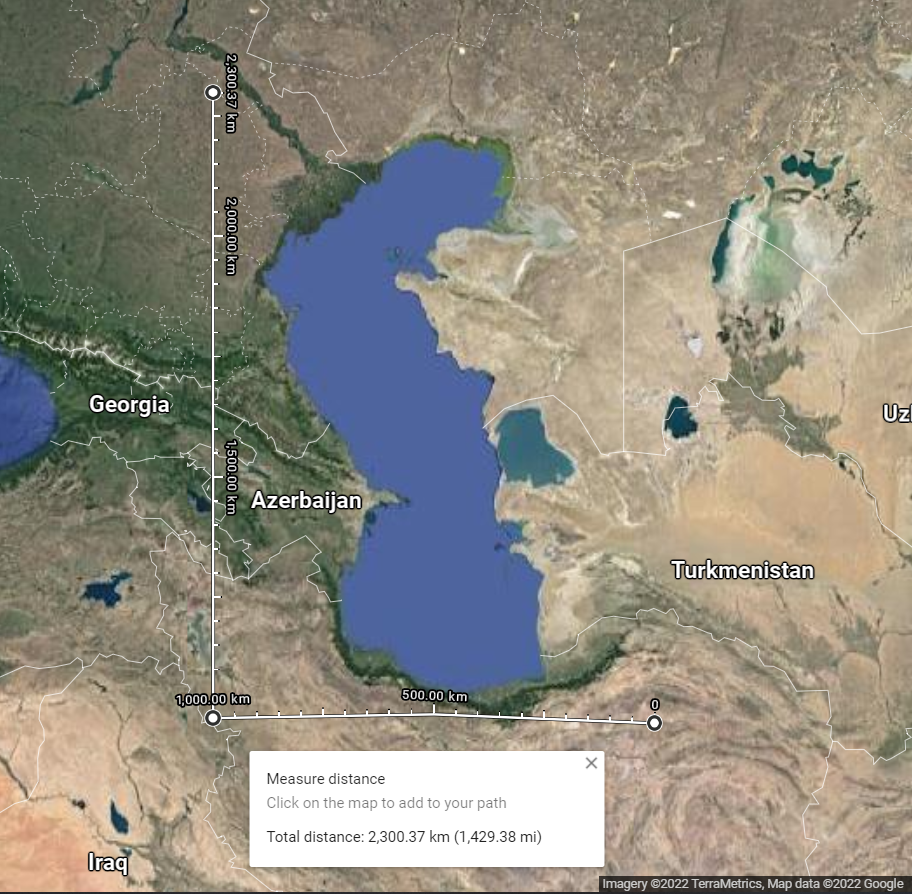 2,300.37 km
2,000.00 km
Georgia
1,500.00 km
Azerbaijan
Uz
Turkmenistan
1,000.00 km
500.00 km
0
Measure distance
Click on the map to add to your path
Total distance: 2,300.37 km (1,429.38 mi)
Iraq
Imagery ©2022 TerraMetrics, Map data ©2022 Google